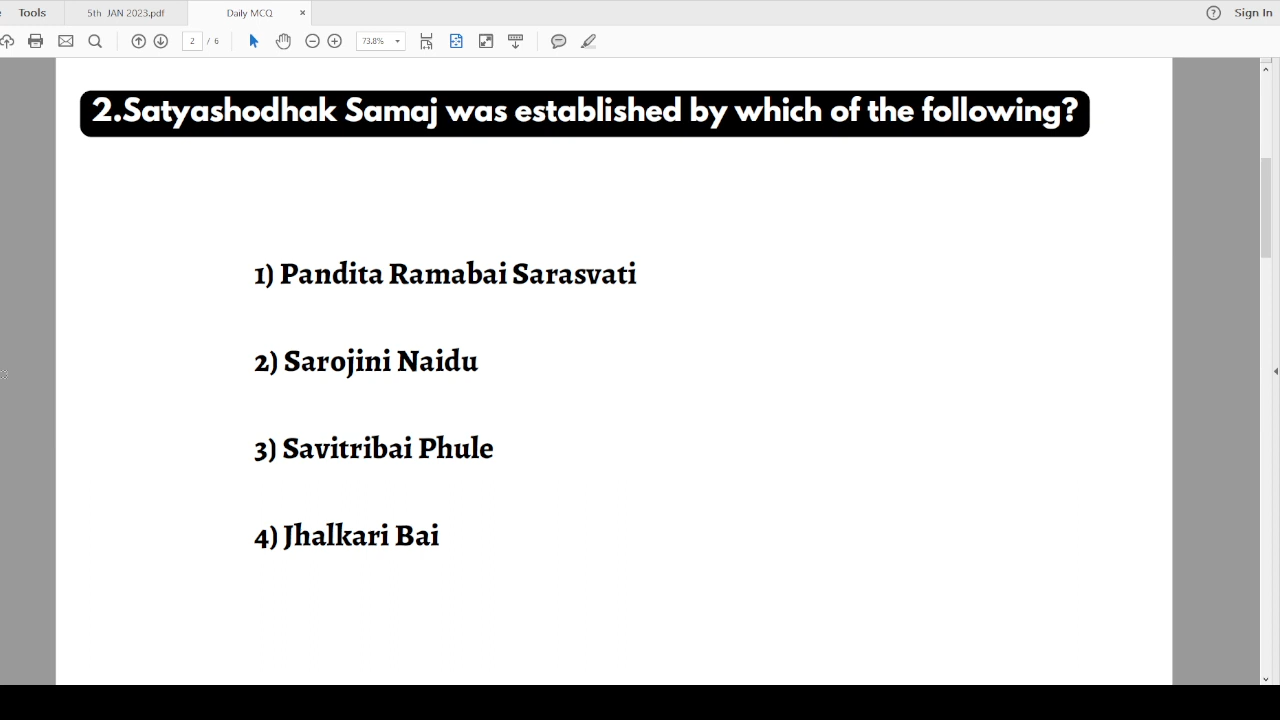 Tools
5th JAN 2023.pdf
Daily MCQ
Sign In
2 / 6
73.8%
2.Satyashodhak Samaj was established by which of the following?
1) Pandita Ramabai Sarasvati
2) Sarojini Naidu
3) Savitribai Phule
4) Jhalkari Bai